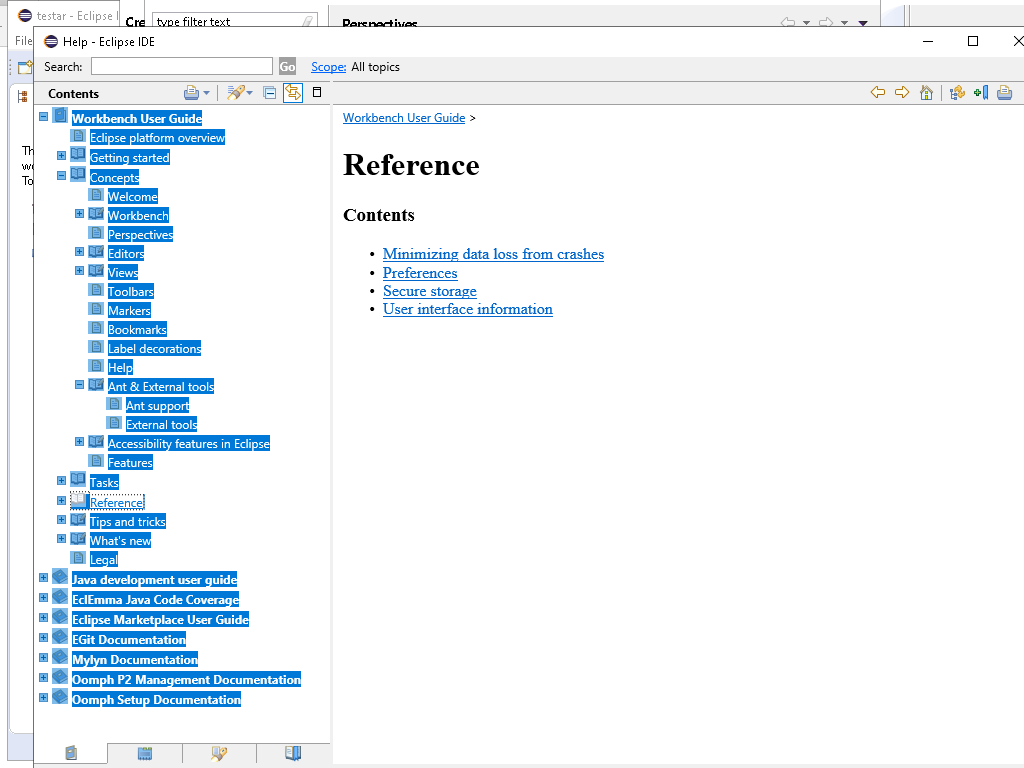 testar - Eclipse I
Cre
type filter text
Perspectives
File
Help - Eclipse IDE
Search:
Go
Scope: All topics
Contents
Workbench User Guide
Eclipse platform overview
Getting started
Concepts
Welcome
Workbench
Perspectives
Editors
Views
Toolbars
Markers
Bookmarks
Label decorations
Help
Ant & External tools
Ant support
External tools
Accessibility features in Eclipse
Features
Tasks
Reference
Tips and tricks
What's new
Legal
Java development user guide
EclEmma Java Code Coverage
Eclipse Marketplace User Guide
EGit Documentation
Mylyn Documentation
Oomph P2 Management Documentation
Oomph Setup Documentation
Workbench User Guide >
Reference
Contents
• Minimizing data loss from crashes
• Preferences
• Secure storage
• User interface information